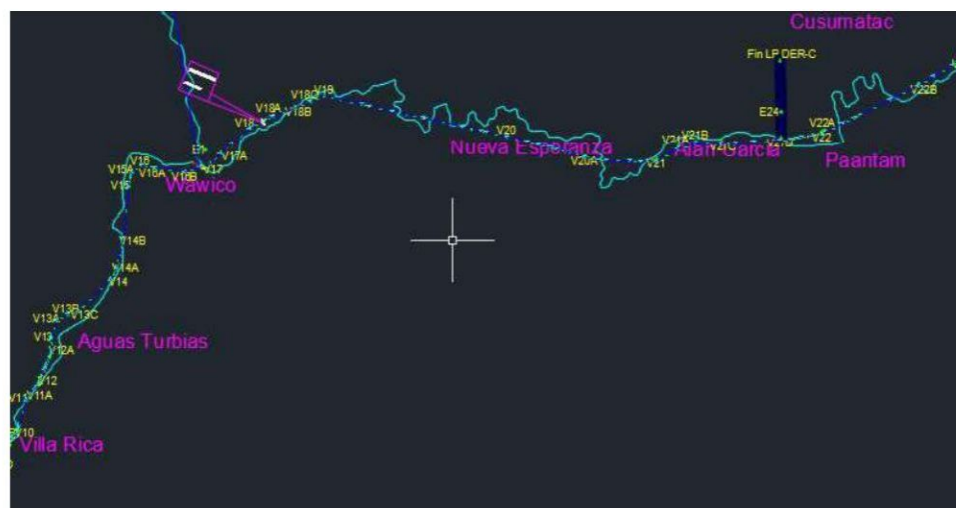 Cusumatac
Fin LP DER-C
V22B
V19
V18C
V18A
V18B
V18
E24
V22A
V22
V20
V21B
Nueva Esperanza
Alan García
Paantam
V20A
V21
V17A
V16
V15A
V16A
V16B
V17
V15
Wawico
V14B
V14A
V14
V13B
V13A
V13C
V13
Aguas Turbias
V12A
V12
V11
V11A
V10
Villa Rica